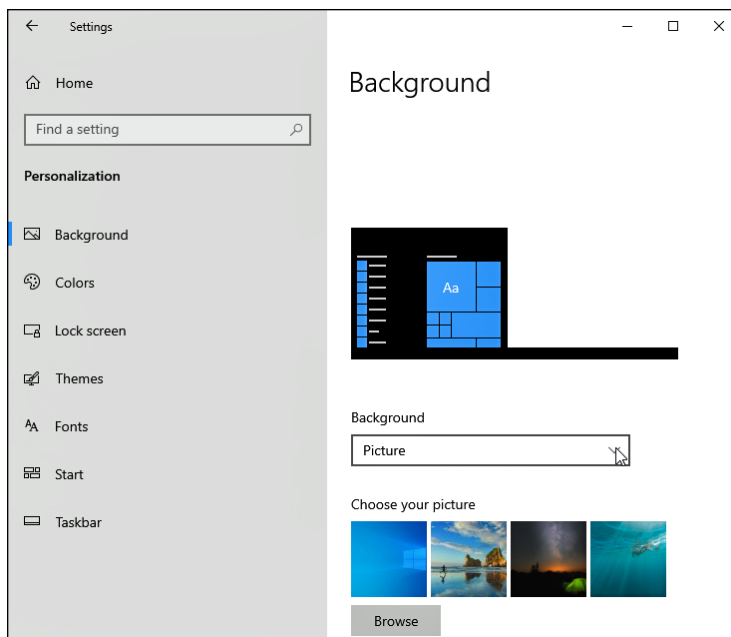 Settings
Home
Find a setting
Personalization
Background
Colors
Lock screen
Themes
Fonts
Start
Taskbar
Background
Aa
Background
Picture
Choose your picture
Browse